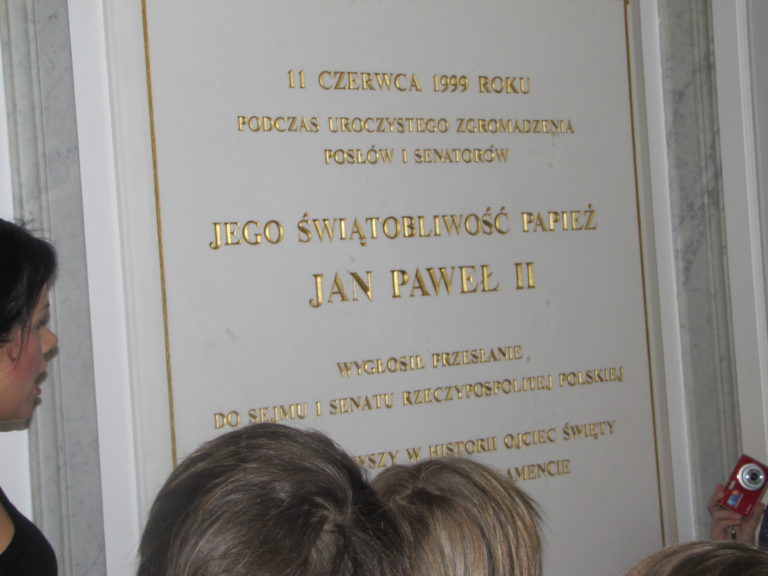 11 CZERWCA 1999 ROKU
PODCZAS UROCZYSTEGO ZGROMADZENIA
POSŁÓW I SENATORÓW
JEGO ŚWIĄTOBLIWOŚĆ PAPIEŻ
JAN PAWEŁ II
WYGŁOSIŁ PRZESŁANIE
DO SEJMU I SENATU RZECZYPOSPOLITEJ POLSKIEJ
W HISTORII OJCIEC ŚWIĘTY